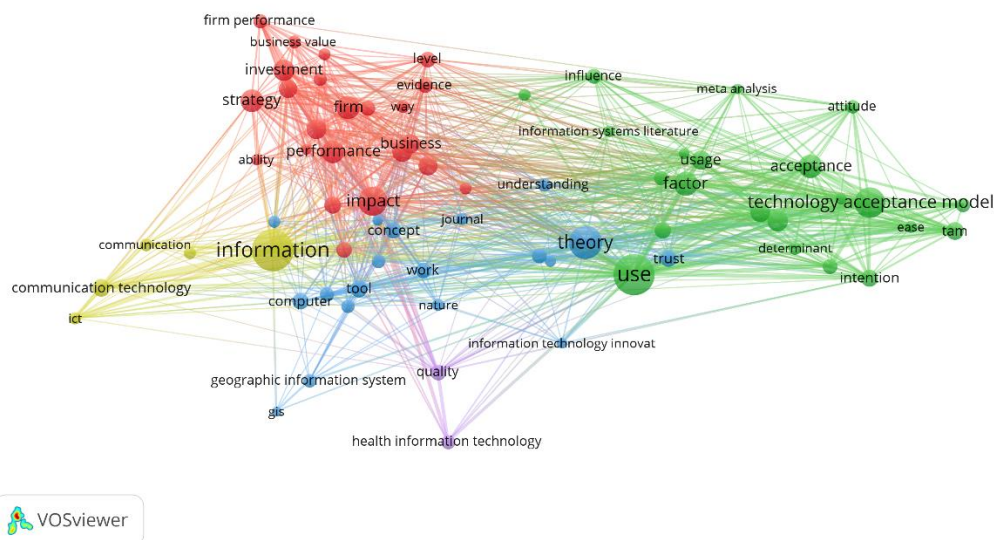 firm performance
business value
level
investment
influence
evidence
meta analysis
strategy
firm
way
attitude
information systems literature
business
performance
ability
usage
acceptance
understanding
factor
impact
technology acceptance model
journal
concept
ease
tam
communication
information
theory
determinant
trust
work
use
intention
communication technology
tool
computer
nature
ict
information technology innovat
quality
geographic information system
gis
health information technology
VOSviewer